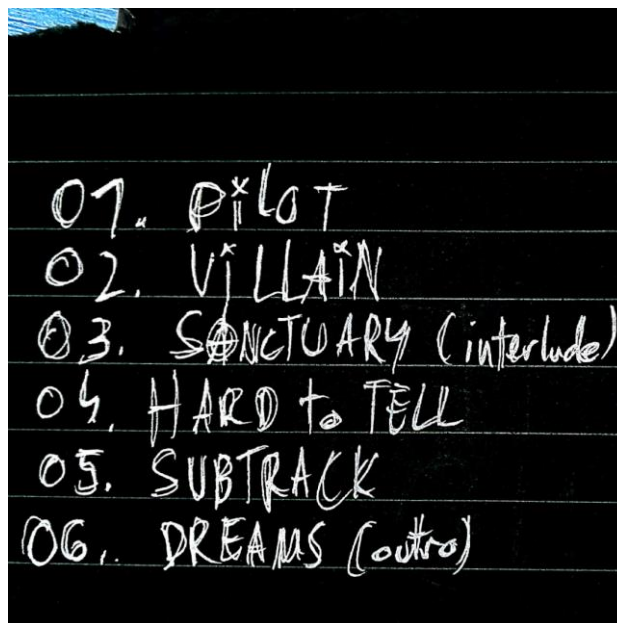 01. PiLOT
02. ViLLAiN
03. SANCTUARY (interlude)
04. HARD to TELL
05. SUBTRACK
06.. DREAMS (outro)